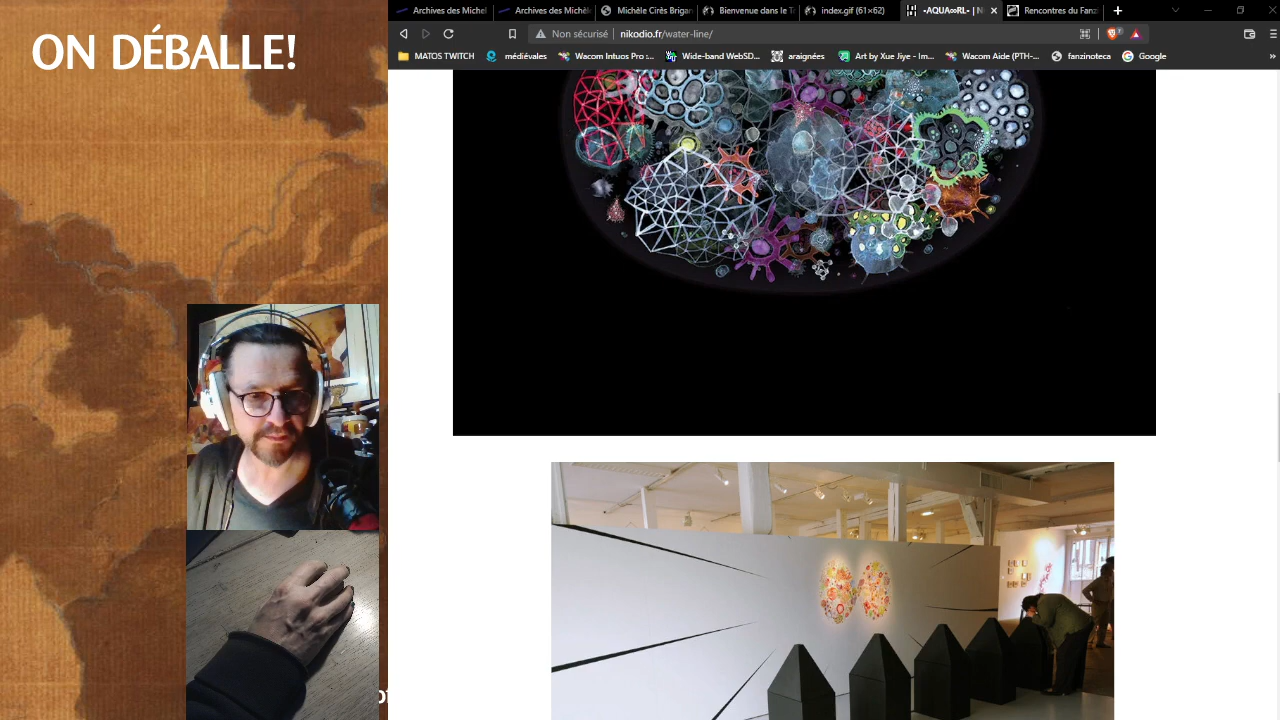 ON DÉBALLE!
Archives des Michel
Archives des Michèle
Michèle Cirès Brigan
Bienvenue dans le T
index.gif (61×62)
-AQUA∞RL- | N
Rencontres du Fanz
Non sécurisé
nikodio.fr/water-line/
MATOS TWITCH
médiévales
Wacom Intuos Pro :...
Wide-band WebSD...
araignées
Art by Xue Jiye - Im...
Wacom Aide (PTH-...
fanzinoteca
Google